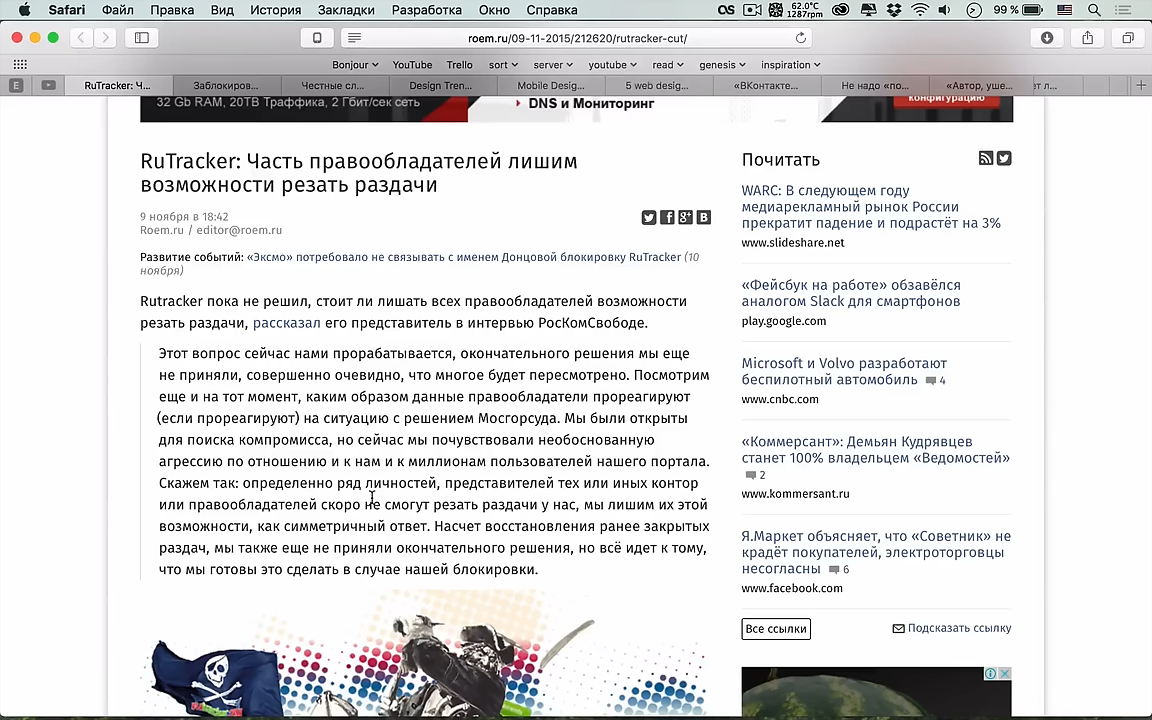 Safari Файл Правка Вид История Закладки Разработка Окно Справка
62.0°C
1287rpm
99 %
roem.ru/09-11-2015/212620/rutracker-cut/
Bonjour YouTube Trello sort server youtube read genesis inspiration
E RuTracker: Ч... Заблокиров... Честные сл... Design Tren... Mobile Desig... 5 web desig... «ВКонтакте... Не надо «по... «Автор, уше... ет л...
32 Gb RAM, 20TB Траффика, 2 Гбит/сек сеть
DNS и Мониторинг
конфигурацию
RuTracker: Часть правообладателей лишим
возможности резать раздачи
9 ноября в 18:42
Roem.ru / editor@roem.ru
Развитие событий: «Эксмо» потребовало не связывать с именем Донцовой блокировку RuTracker (10
ноября)
Rutracker пока не решил, стоит ли лишать всех правообладателей возможности
резать раздачи, рассказал его представитель в интервью РосКомСвободе.
Этот вопрос сейчас нами прорабатывается, окончательного решения мы еще
не приняли, совершенно очевидно, что многое будет пересмотрено. Посмотрим
еще и на тот момент, каким образом данные правообладатели прореагируют
(если прореагируют) на ситуацию с решением Мосгорсуда. Мы были открыты
для поиска компромисса, но сейчас мы почувствовали необоснованную
агрессию по отношению и к нам и к миллионам пользователей нашего портала.
Скажем так: определенно ряд личностей, представителей тех или иных контор
или правообладателей скоро не смогут резать раздачи у нас, мы лишим их этой
возможности, как симметричный ответ. Насчет восстановления ранее закрытых
раздач, мы также еще не приняли окончательного решения, но всё идет к тому,
что мы готовы это сделать в случае нашей блокировки.
Почитать
WARC: В следующем году
медиарекламный рынок России
прекратит падение и подрастёт на 3%
www.slideshare.net
«Фейсбук на работе» обзавёлся
аналогом Slack для смартфонов
play.google.com
Microsoft и Volvo разработают
беспилотный автомобиль 4
www.cnbc.com
«Коммерсант»: Демьян Кудрявцев
станет 100% владельцем «Ведомостей»
2
www.kommersant.ru
Я.Маркет объясняет, что «Советник» не
крадёт покупателей, электроторговцы
несогласны 6
www.facebook.com
Все ссылки Подсказать ссылку